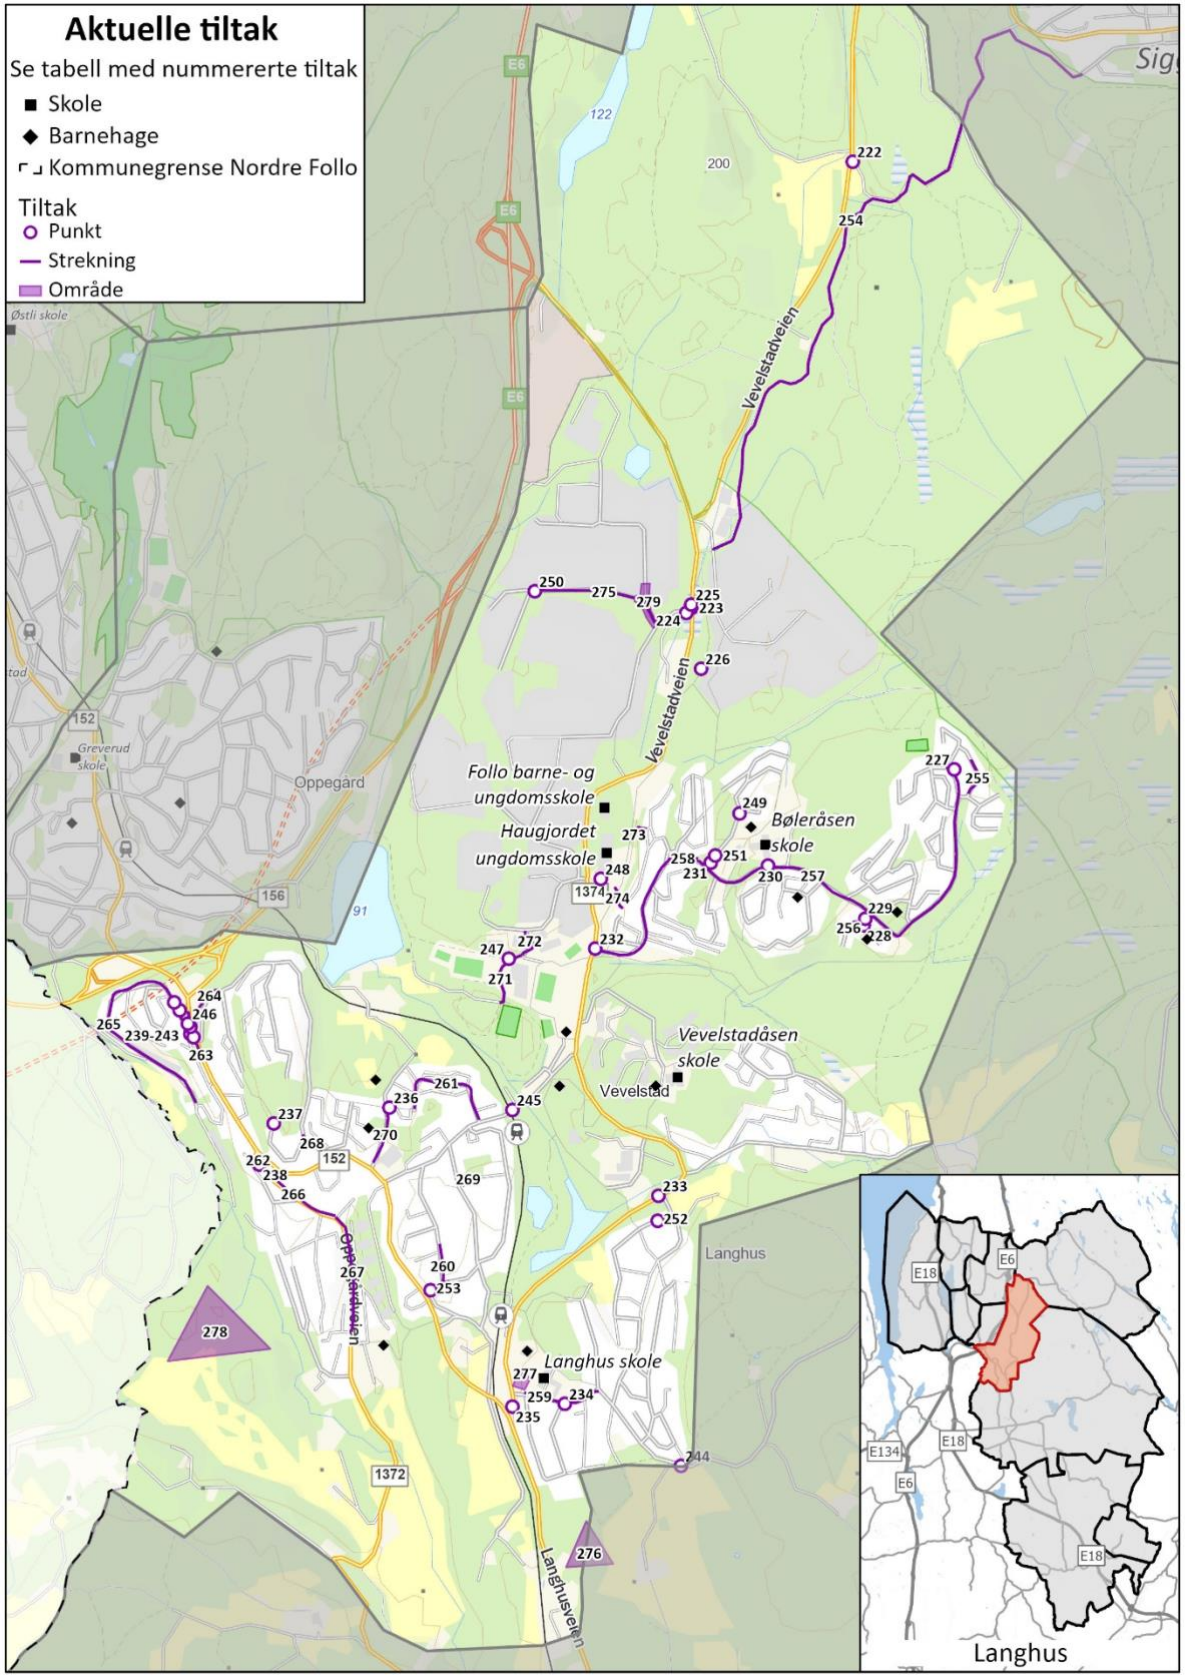 Aktuelle tiltak
Se tabell med nummererte tiltak
Skole
Barnehage
Kommunegrense Nordre Follo
Tiltak
Punkt
Strekning
Område
E6
122
200
222
Sigg
E6
254
Østli skole
Vevelstadveien
E6
250
275
279
225
223
224
226
tad
152
Greverud
skole
Oppegård
Vevelstadveien
Follo barne- og
ungdomsskole
Haugjordet
ungdomsskole
273
249
Bøleråsen
skole
227
255
258
251
231
230
257
248
1374
274
229
256
228
156
91
232
272
247
271
264
246
265
239-243
263
Vevelstadåsen
skole
Vevelstad
261
245
236
237
268
270
152
262
238
266
269
233
252
Langhus
260
253
267
Oppegårdveien
278
Langhus skole
277
259
234
235
244
1372
276
Langhusveien
E18
E6
E134
E18
E6
E18
Langhus